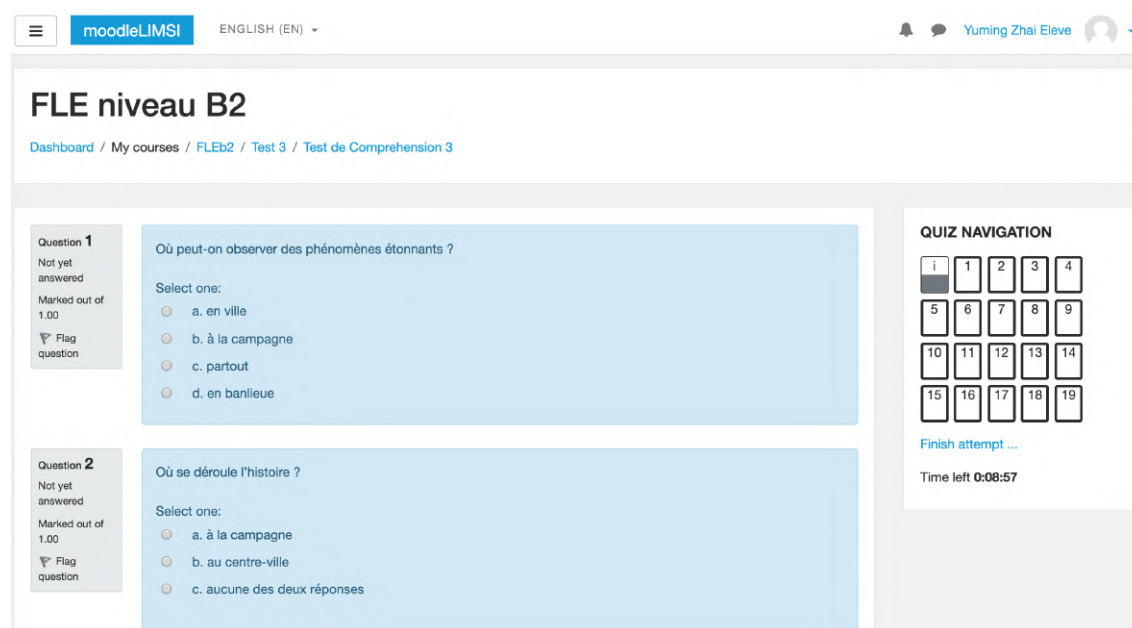 moodleLIMSI ENGLISH (EN) Yuming Zhai Eleve
FLE niveau B2
Dashboard / My courses / FLEb2 / Test 3 / Test de Comprehension 3
Question 1
Not yet
answered
Marked out of
1.00
Flag
question
Où peut-on observer des phénomènes étonnants ?
Select one:
a. en ville
b. à la campagne
c. partout
d. en banlieue
Question 2
Not yet
answered
Marked out of
1.00
Flag
question
Où se déroule l'histoire ?
Select one:
a. à la campagne
b. au centre-ville
c. aucune des deux réponses
QUIZ NAVIGATION
i 1 2 3 4
5 6 7 8 9
10 11 12 13 14
15 16 17 18 19
Finish attempt ...
Time left 0:08:57